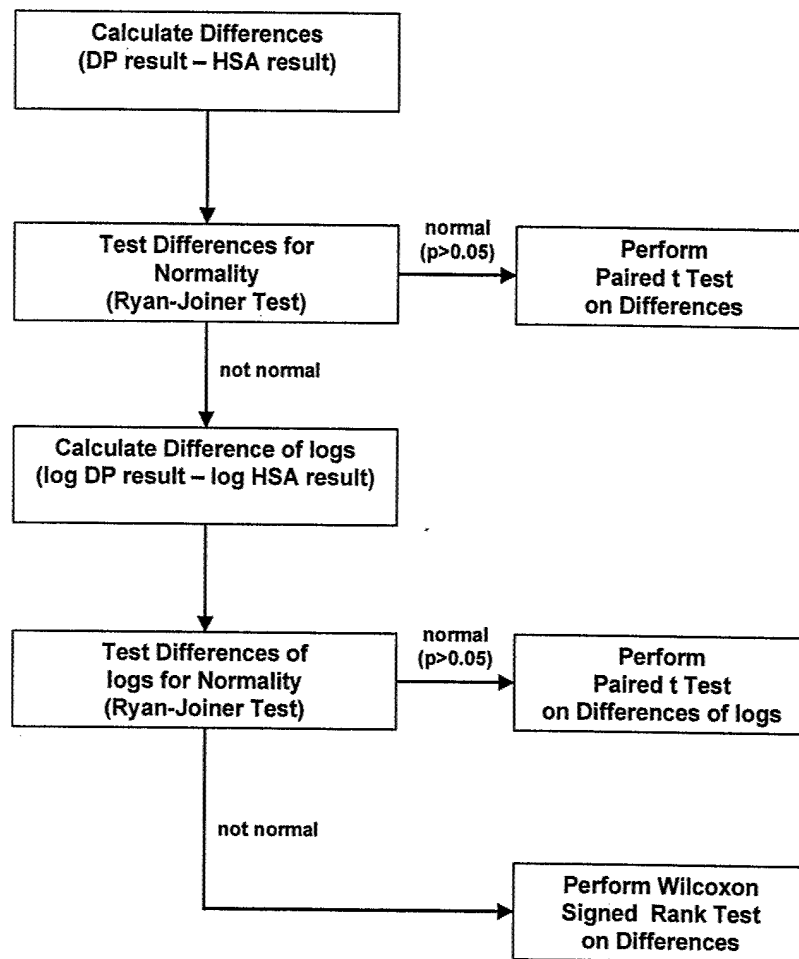 Calculate Differences
(DP result – HSA result)
Test Differences for
Normality
(Ryan-Joiner Test)
normal
(p>0.05)
Perform
Paired t Test
on Differences
not normal
Calculate Difference of logs
(log DP result – log HSA result)
Test Differences of
logs for Normality
(Ryan-Joiner Test)
normal
(p>0.05)
Perform
Paired t Test
on Differences of logs
not normal
Perform Wilcoxon
Signed Rank Test
on Differences